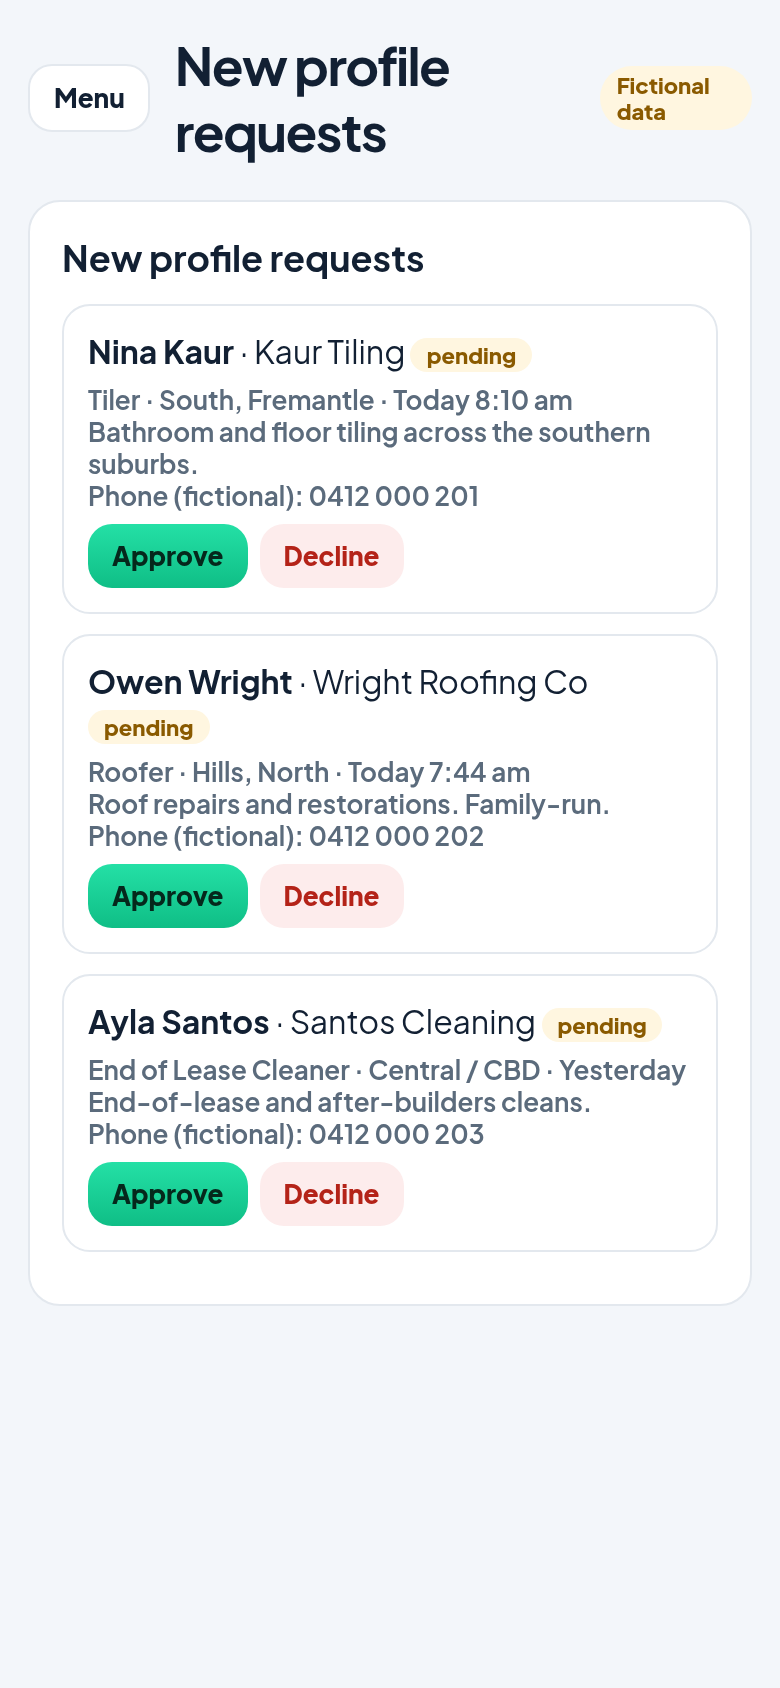 Menu
New profile
requests
Fictional
data
New profile requests
Nina Kaur · Kaur Tiling pending
Tiler · South, Fremantle · Today 8:10 am
Bathroom and floor tiling across the southern
suburbs.
Phone (fictional): 0412 000 201
Approve Decline
Owen Wright · Wright Roofing Co
pending
Roofer · Hills, North · Today 7:44 am
Roof repairs and restorations. Family-run.
Phone (fictional): 0412 000 202
Approve Decline
Ayla Santos · Santos Cleaning pending
End of Lease Cleaner · Central / CBD · Yesterday
End-of-lease and after-builders cleans.
Phone (fictional): 0412 000 203
Approve Decline